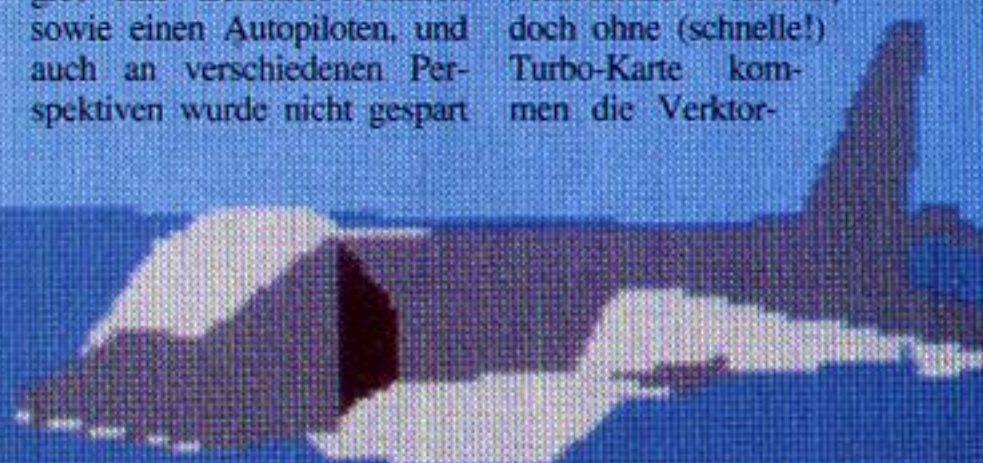 sowie einen Autopiloten, und
auch an verschiedenen Per-
spektiven wurde nicht gespart
doch ohne (schnelle!)
Turbo-Karte kom-
men die Verktor-